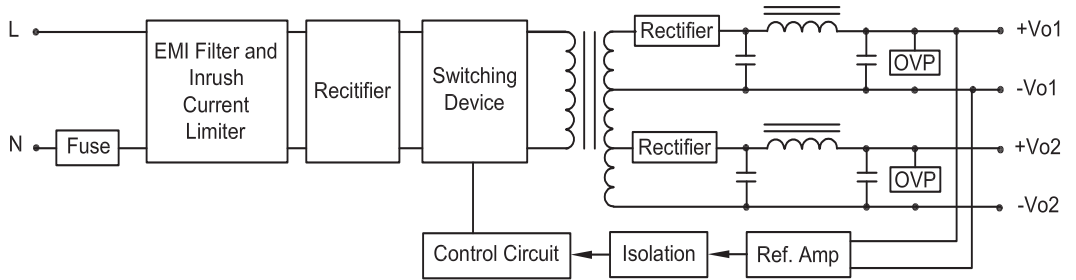 L
N
Fuse
EMI Filter and
Inrush
Current
Limiter
Recitifier
Switching
Device
Rectifier
OVP
+Vo1
-Vo1
Rectifier
OVP
+Vo2
-Vo2
Control Circuit
Isolation
Ref. Amp